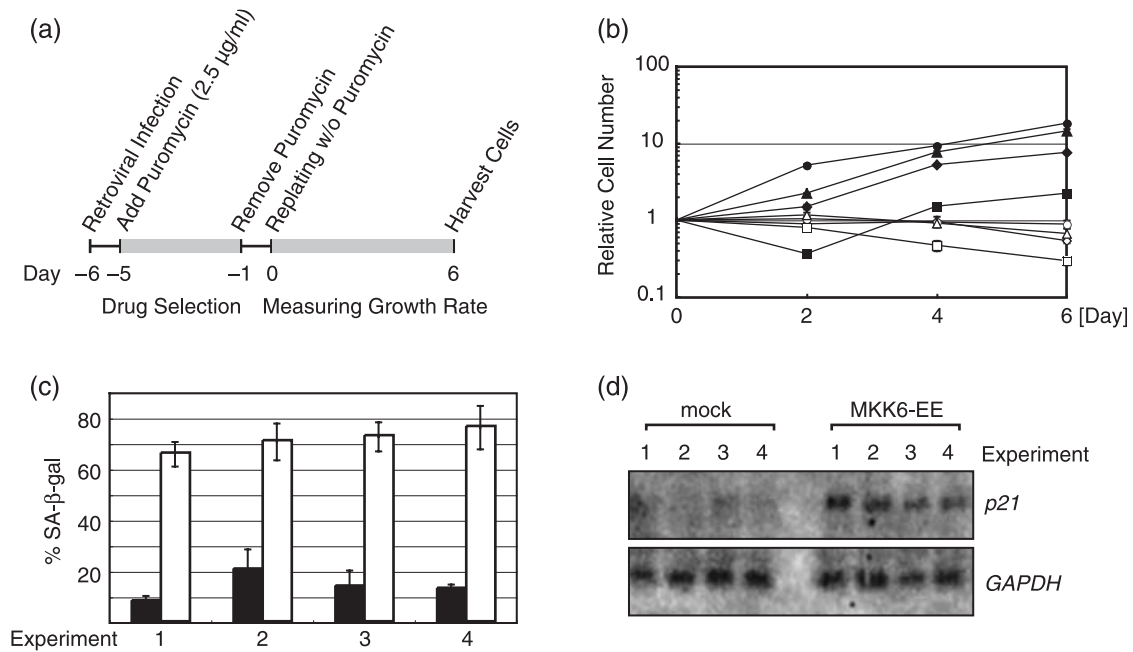 (a)
Retroviral Infection
Add Puromycin (2.5 µg/ml)
Remove Puromycin
Replating w/o Puromycin
Harvest Cells
Day –6 –5 –1 0 6
Drug Selection Measuring Growth Rate
(b)
Relative Cell Number
100
10
1
0.1
0 2 4 6 [Day]
(c)
% SA-β-gal
80
60
40
20
Experiment 1 2 3 4
(d)
mock MKK6-EE
1 2 3 4 1 2 3 4 Experiment
p21
GAPDH